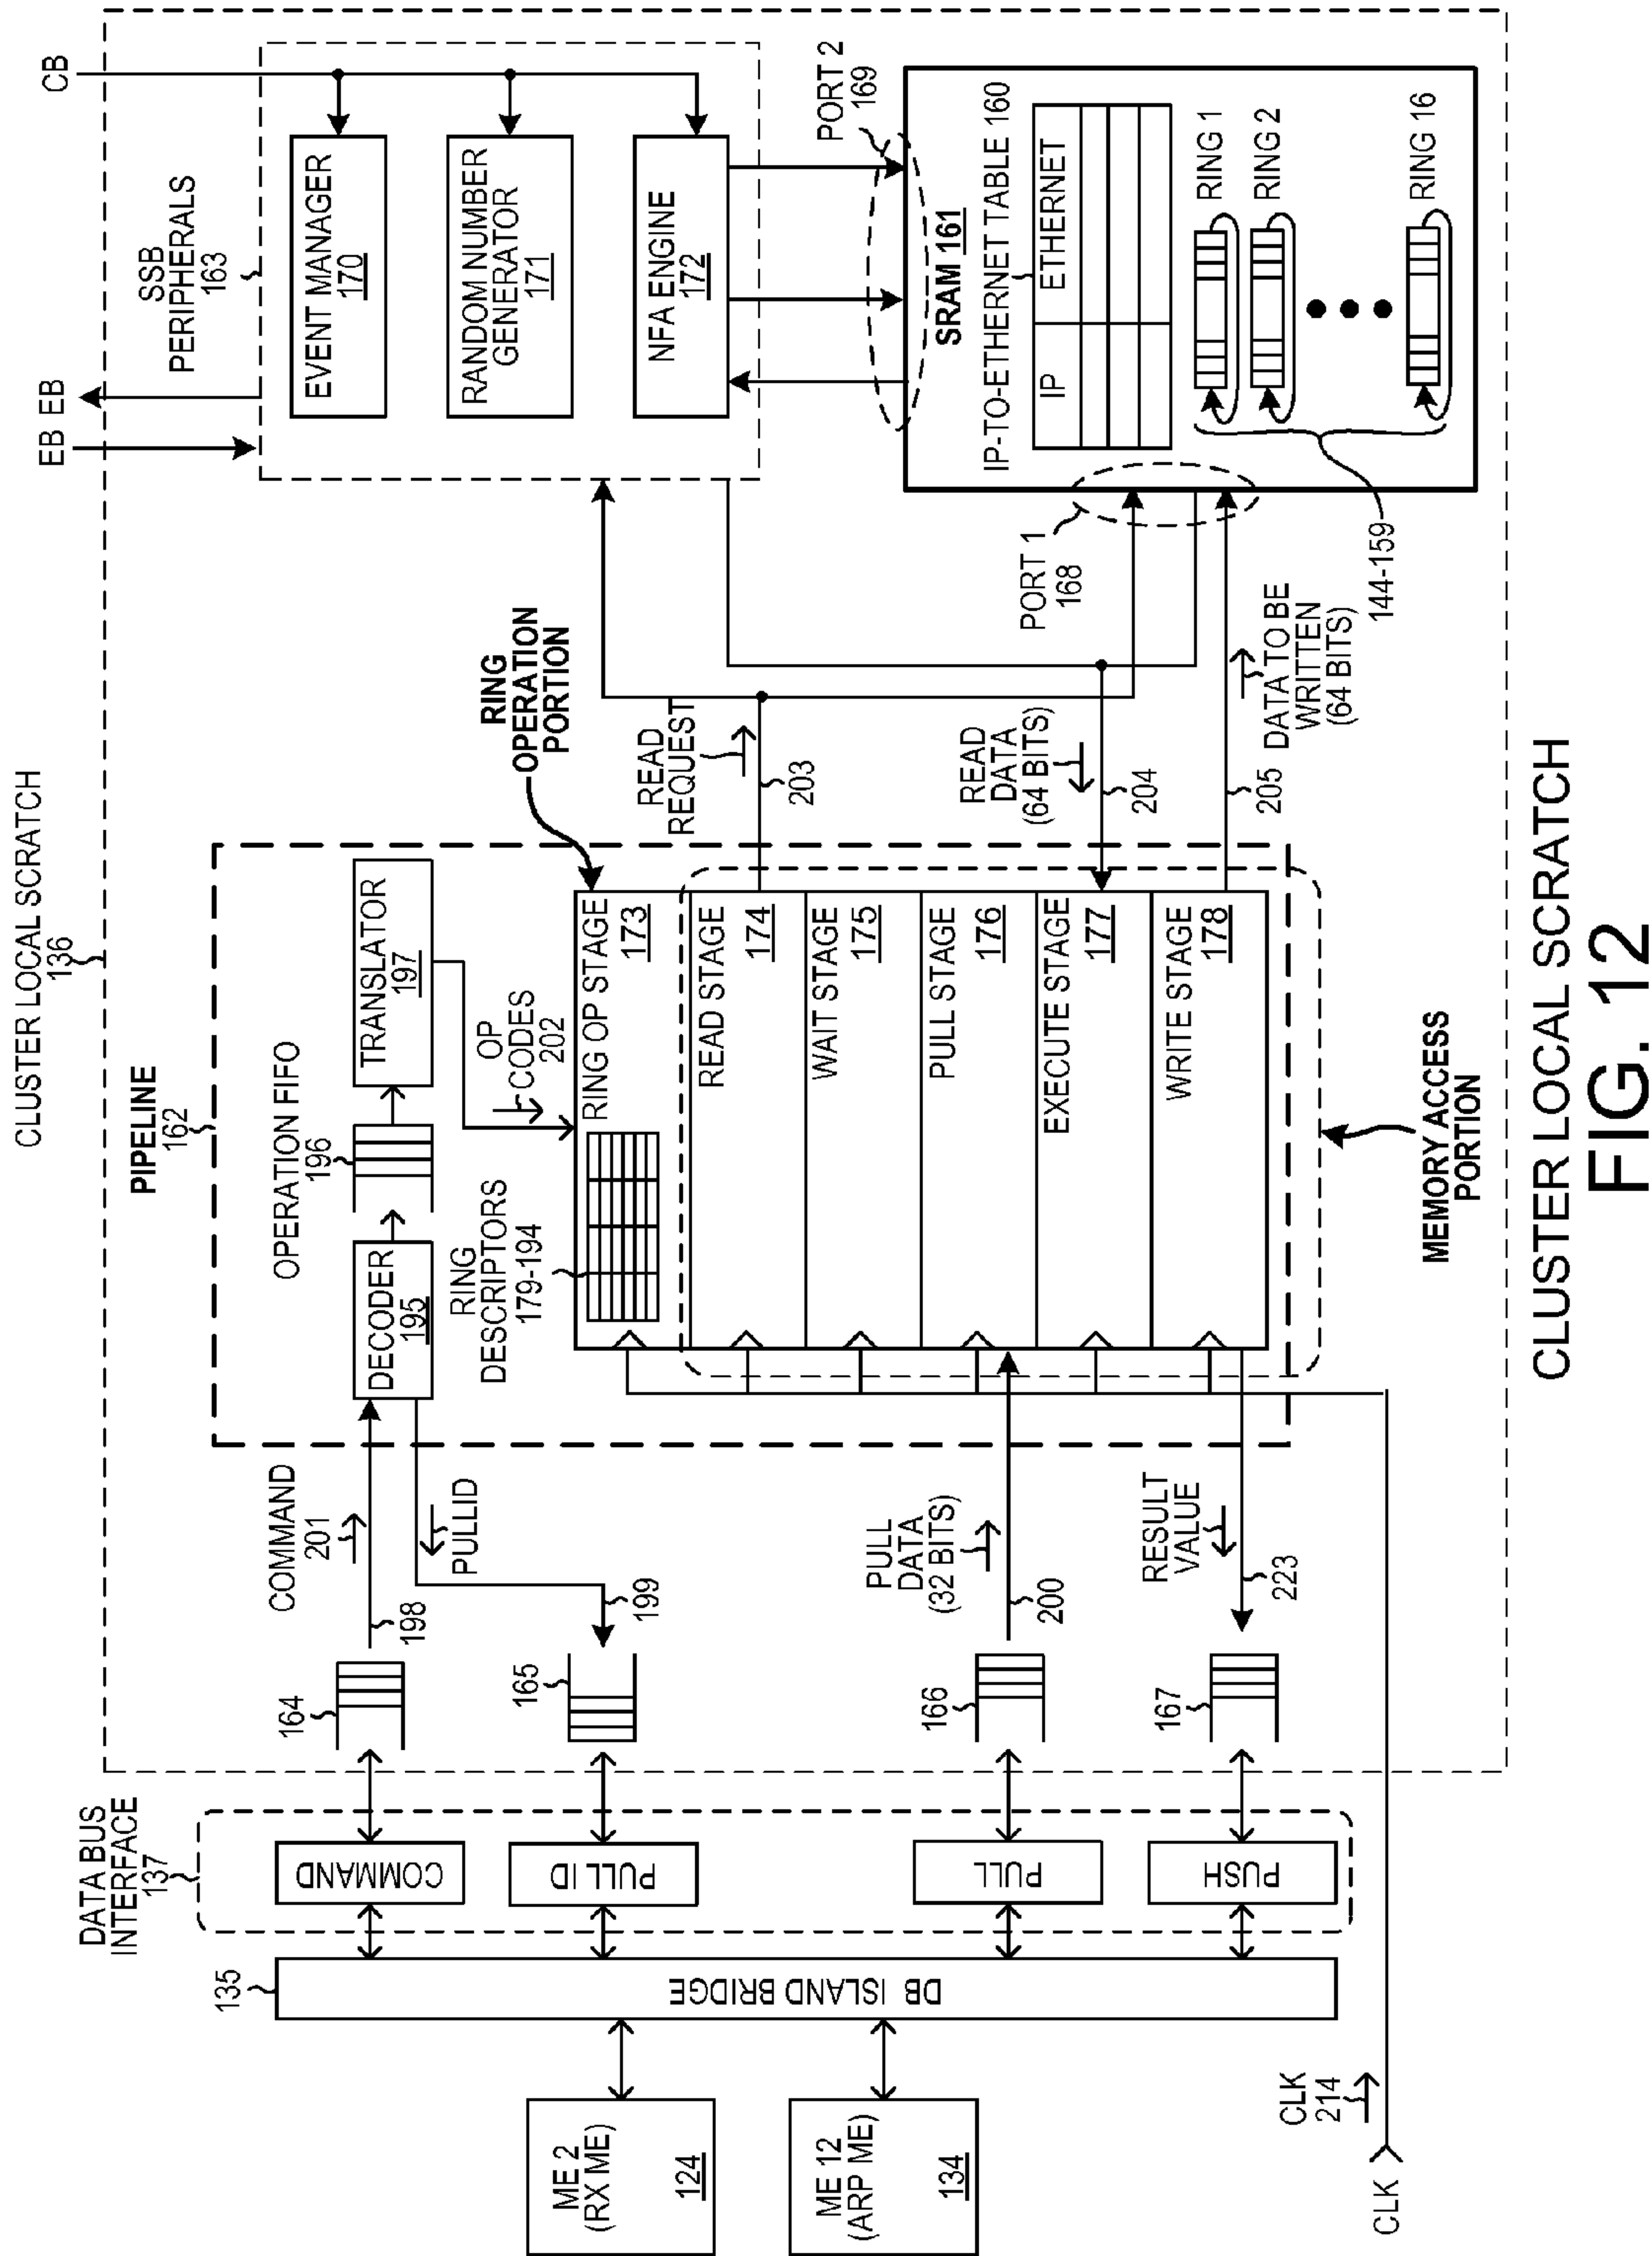 CLUSTER LOCAL SCRATCH
136
CB
EB
EB
SSB
PERIPHERALS
163
EVENT MANAGER
170
RANDOM NUMBER
GENERATOR
171
NFA ENGINE
172
PORT 2
169
SRAM 161
IP-TO-ETHERNET TABLE 160
IP
ETHERNET
RING 1
RING 2
RING 16
144-159
PORT 1
168
PIPELINE
162
OPERATION FIFO
196
DECODER
195
TRANSLATOR
197
OP
CODES
202
RING
DESCRIPTORS
179-194
RING
OPERATION
PORTION
RING OP STAGE
173
READ STAGE
174
WAIT STAGE
175
PULL STAGE
176
EXECUTE STAGE
177
WRITE STAGE
178
MEMORY ACCESS
PORTION
READ
REQUEST
203
READ
DATA
(64 BITS)
204
DATA TO BE
WRITTEN
(64 BITS)
205
COMMAND
201
198
PULLID
199
PULL
DATA
(32 BITS)
200
RESULT
VALUE
223
164
165
166
167
DATA BUS
INTERFACE
137
COMMAND
PULL ID
PULL
PUSH
135
DB ISLAND BRIDGE
ME 2
(RX ME)
124
ME 12
(ARP ME)
134
CLK
214
CLK
CLUSTER LOCAL SCRATCH
FIG. 12